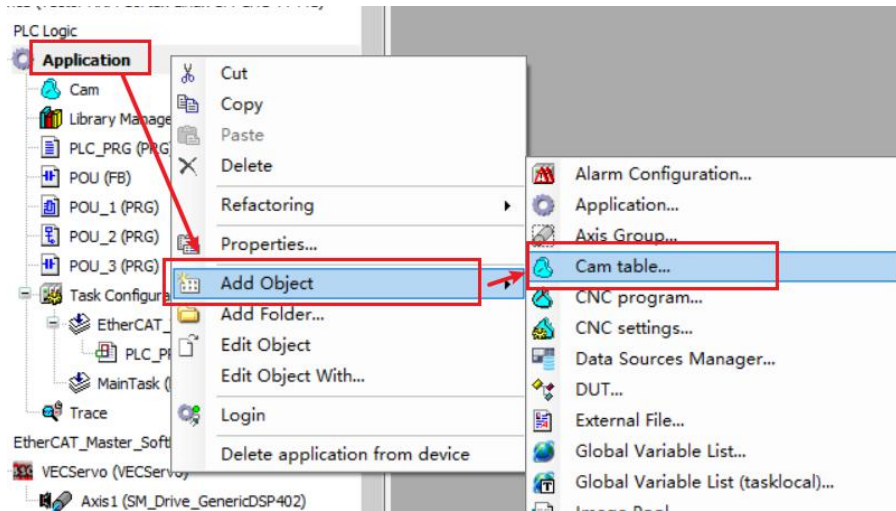 PLC Logic
Application
Cam
Library Manage
PLC_PRG (PRG
POU (FB)
POU_1 (PRG)
POU_2 (PRG)
POU_3 (PRG)
Task Configura
EtherCAT_
PLC_P
MainTask (
Trace
EtherCAT_Master_Soft
VECServo (VECServo)
Axis1 (SM_Drive_GenericDSP402)
Cut
Copy
Paste
Delete
Refactoring
Properties...
Add Object
Add Folder...
Edit Object
Edit Object With...
Login
Delete application from device
Alarm Configuration...
Application...
Axis Group...
Cam table...
CNC program...
CNC settings...
Data Sources Manager...
DUT...
External File...
Global Variable List...
Global Variable List (tasklocal)...